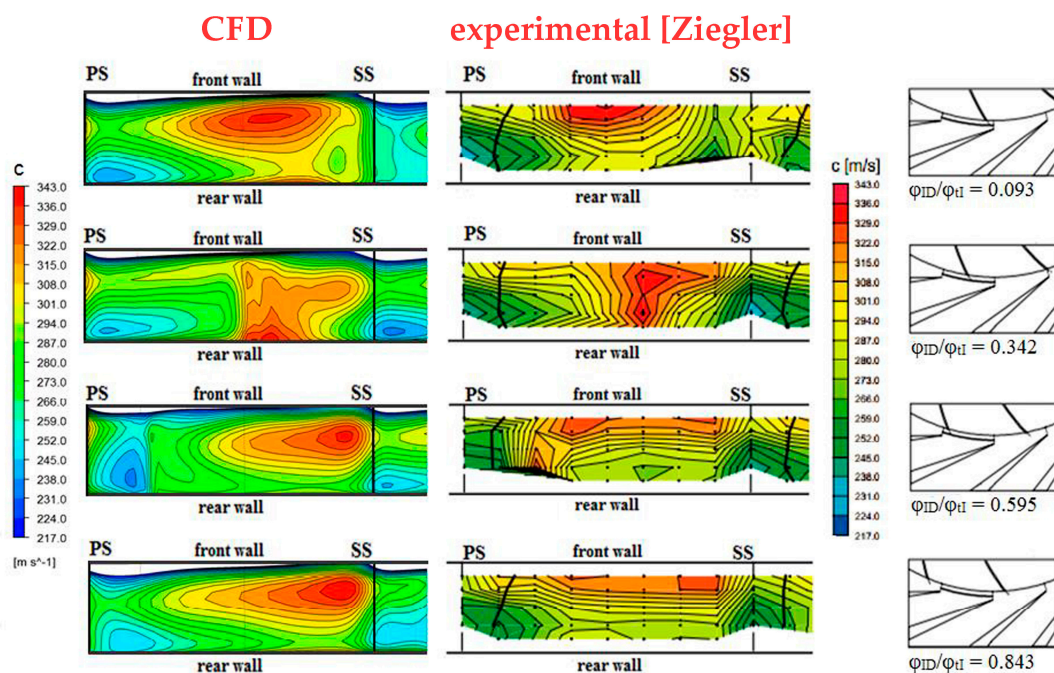 CFD
experimental [Ziegler]
PS front wall SS
PS front wall SS
C
343.0
336.0
329.0
322.0
315.0
308.0
301.0
294.0
287.0
280.0
273.0
266.0
259.0
252.0
245.0
238.0
231.0
224.0
217.0
[m s^-1]
rear wall
rear wall
PS front wall SS
PS front wall SS
rear wall
rear wall
PS front wall SS
PS front wall SS
rear wall
rear wall
PS front wall SS
PS front wall SS
rear wall
rear wall
c [m/s]
343.0
336.0
329.0
322.0
315.0
308.0
301.0
294.0
287.0
280.0
273.0
266.0
259.0
252.0
245.0
238.0
231.0
224.0
217.0
φID/φtI = 0.093
φID/φtI = 0.342
φID/φtI = 0.595
φID/φtI = 0.843